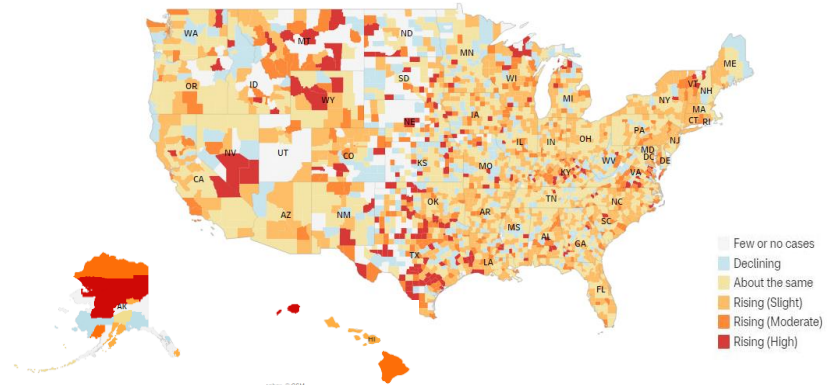 WA
MT
ND
MN
ME
OR
ID
SD
WI
VT
NH
WY
MI
NY
MA
CT RI
NE
IA
PA
NJ
NV
UT
CO
IL
IN
OH
MD
DC
DE
WV
KS
MO
KY
VA
CA
OK
TN
NC
AZ
NM
AR
SC
MS
AL
GA
TX
LA
FL
AK
HI
Few or no cases
Declining
About the same
Rising (Slight)
Rising (Moderate)
Rising (High)